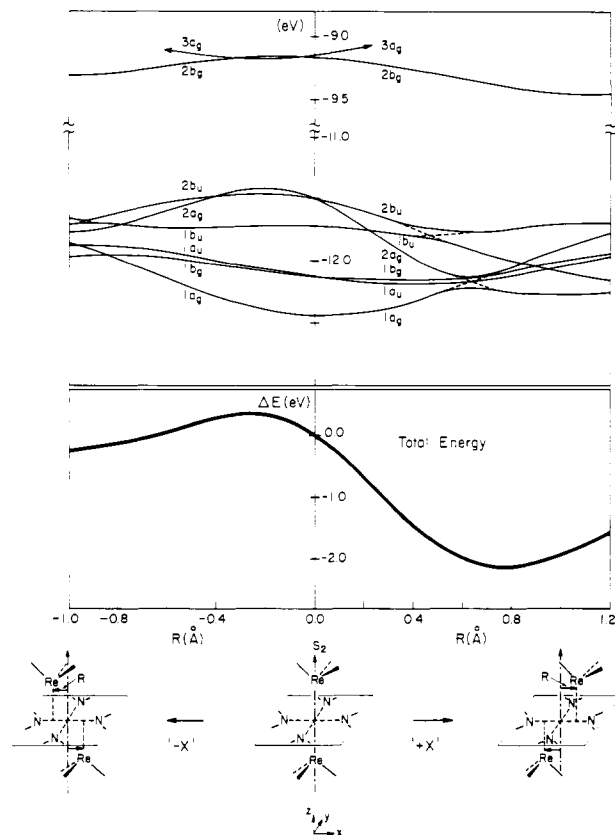 (eV)
-9.0
3ag 3ag
2bg 2bg
-9.5
-11.0
2bu 2bu
2ag
1bu 1bu
1au -12.0 2ag
1bg 1bg
1au
1ag 1ag
ΔE (eV)
0.0
Total Energy
-1.0
-2.0
-1.0 -0.8 -0.4 0.0 0.4 0.8 1.2
R(Å) R(Å)
S2
Re R Re R Re
N N N
N N N N N N
N N N
'-X' '+X'
Re Re Re
z y x